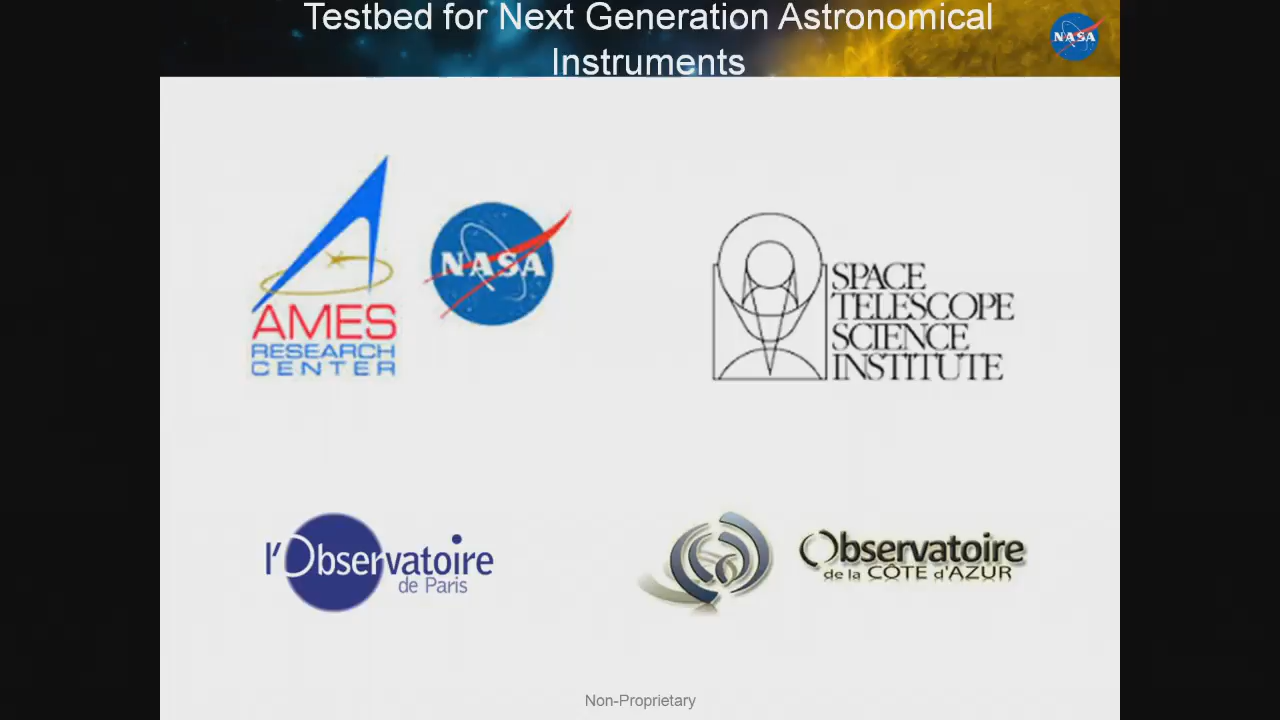 Testbed for Next Generation Astronomical
Instruments
NASA
AMES
RESEARCH
CENTER
NASA
SPACE
TELESCOPE
SCIENCE
INSTITUTE
l'Observatoire
de Paris
Observatoire
de la CÔTE d'AZUR
Non-Proprietary